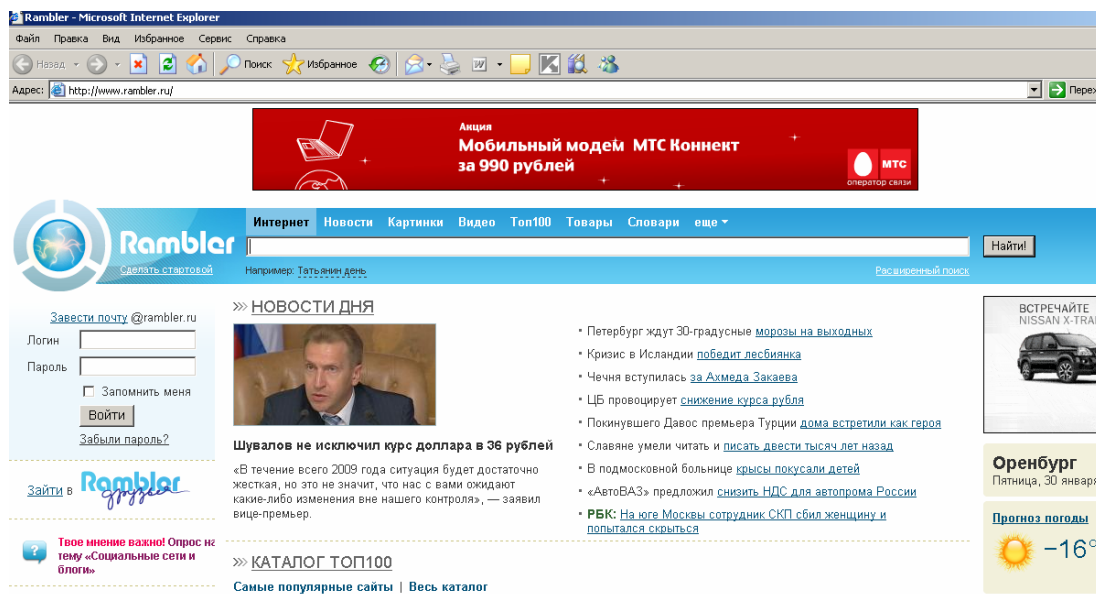 Rambler - Microsoft Internet Explorer
Файл Правка Вид Избранное Сервис Справка
Назад Поиск Избранное
Адрес: http://www.rambler.ru/
Акция
Мобильный модем МТС Коннект
за 990 рублей
МТС
оператор связи
Интернет Новости Картинки Видео Топ100 Товары Словари еще
Rambler
Найти!
Сделать стартовой
Например: Татьянин день
Расширенный поиск
Завести почту @rambler.ru
Логин
Пароль
Запомнить меня
Войти
Забыли пароль?
Зайти в Rambler друзья
Твое мнение важно! Опрос на
тему «Социальные сети и
блоги»
НОВОСТИ ДНЯ
Шувалов не исключил курс доллара в 36 рублей
«В течение всего 2009 года ситуация будет достаточно
жесткая, но это не значит, что нас с вами ожидают
какие-либо изменения вне нашего контроля», — заявил
вице-премьер.
Петербург ждут 30-градусные морозы на выходных
Кризис в Исландии победит лесбиянка
Чечня вступилась за Ахмеда Закаева
ЦБ провоцирует снижение курса рубля
Покинувшего Давос премьера Турции дома встретили как героя
Славяне умели читать и писать двести тысяч лет назад
В подмосковной больнице крысы покусали детей
«АвтоВАЗ» предложил снизить НДС для автопрома России
РБК: На юге Москвы сотрудник СКП сбил женщину и
попытался скрыться
КАТАЛОГ ТОП100
Самые популярные сайты | Весь каталог
ВСТРЕЧАЙТЕ
NISSAN X-TRA
Оренбург
Пятница, 30 января
Прогноз погоды
−16°